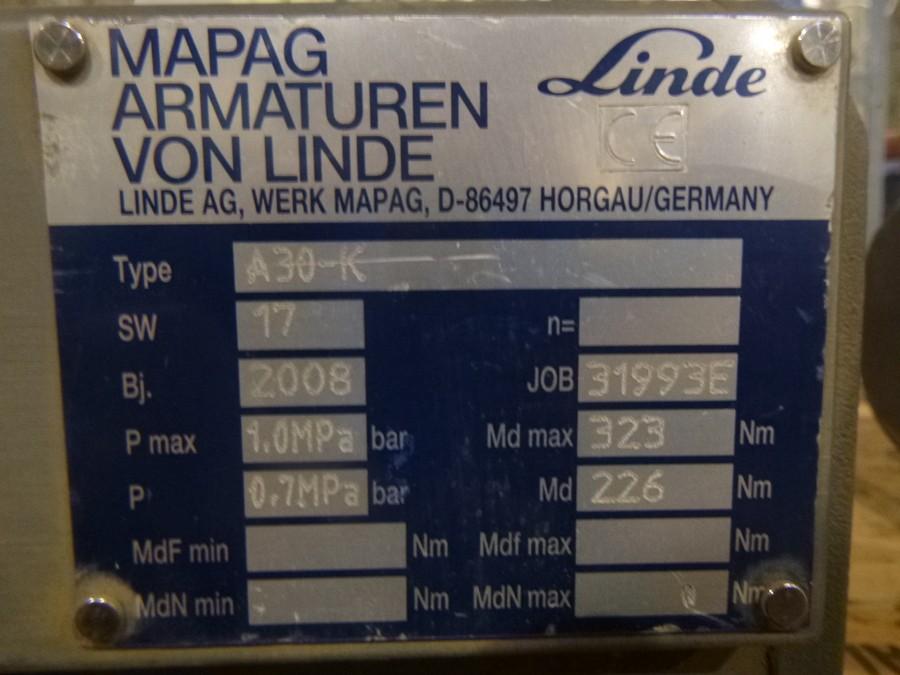 MAPAG
ARMATUREN
VON LINDE
Linde
CE
LINDE AG, WERK MAPAG, D-86497 HORGAU/GERMANY
Type A30-K
SW 17 n=
Bj. 2008 JOB 31993E
P max 1.0MPa bar Md max 323 Nm
P 0.7MPa bar Md 226 Nm
MdF min Nm Mdf max Nm
MdN min Nm MdN max Nm